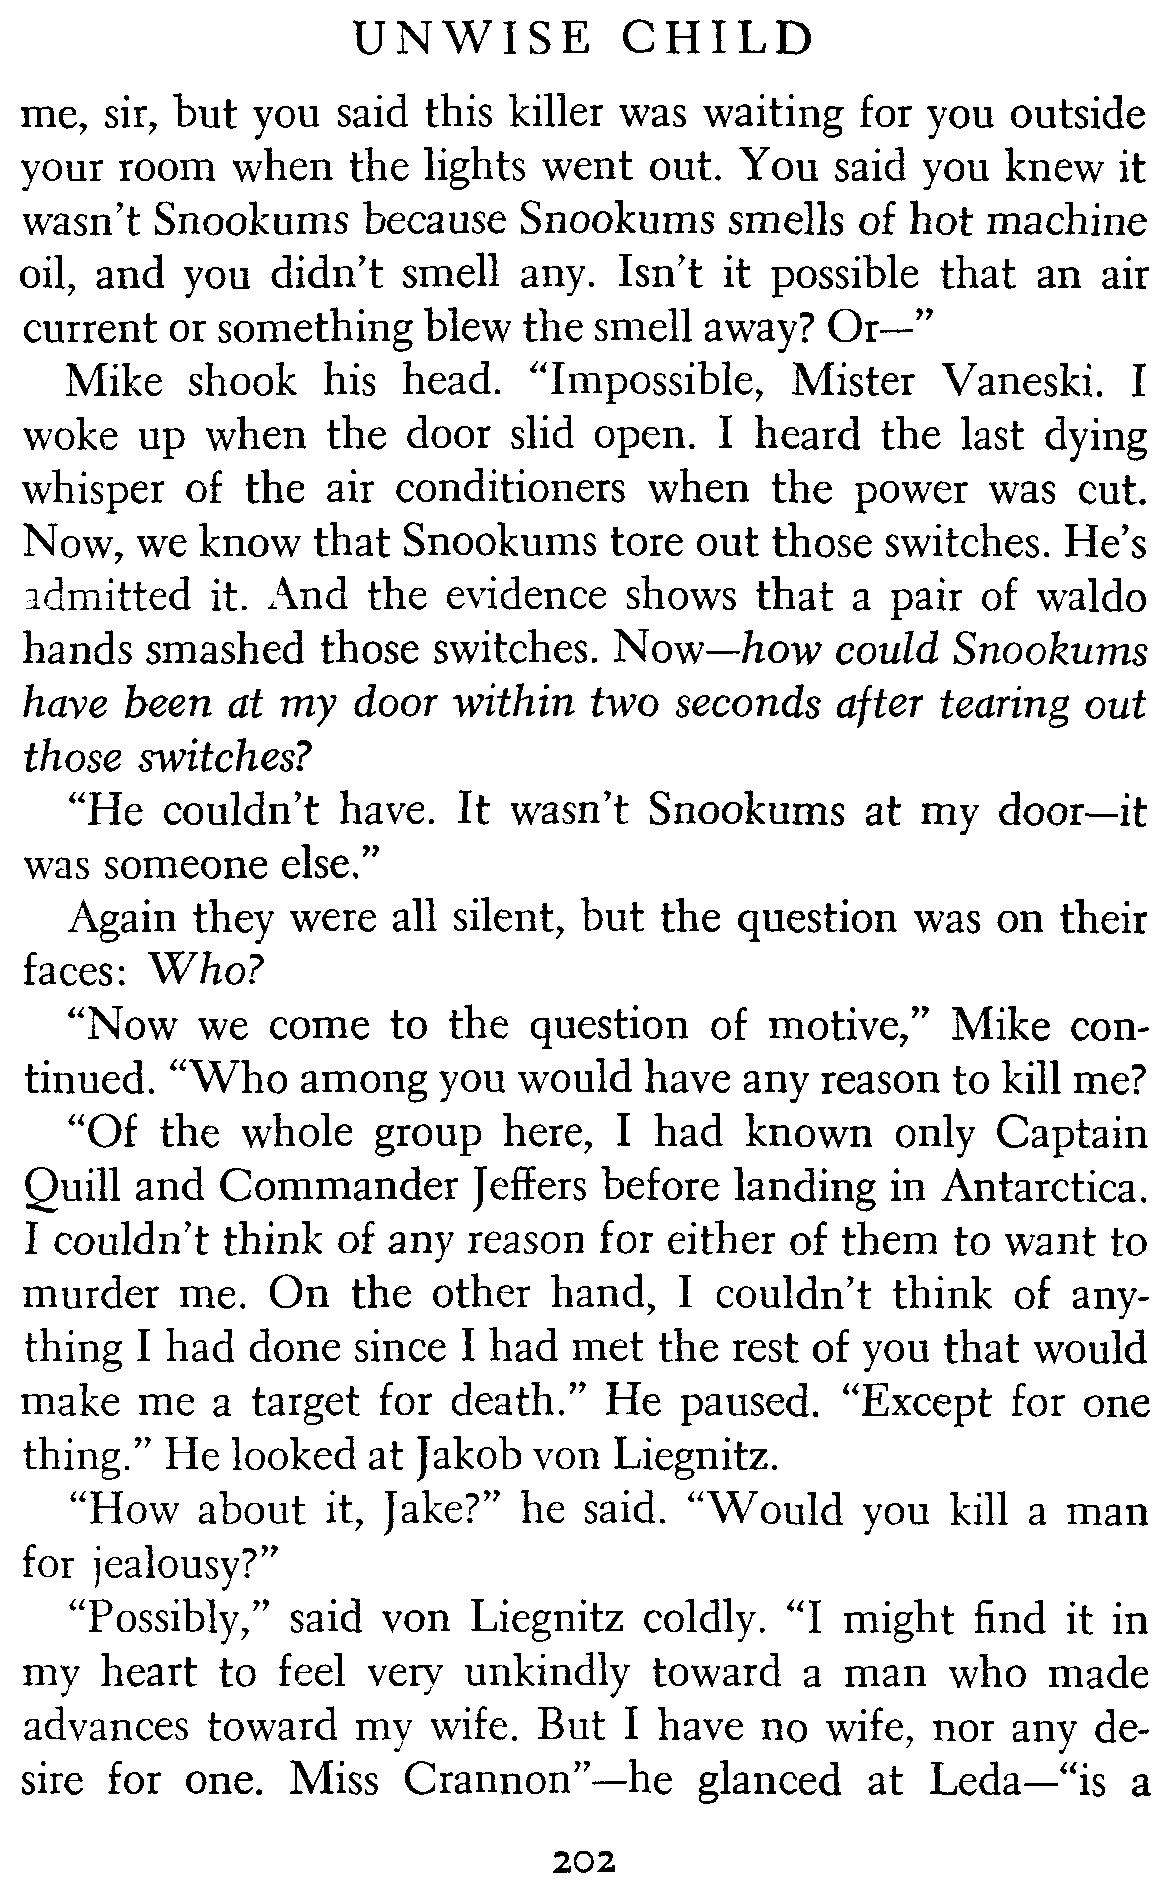 UNWISE CHILD
me, sir, but you said this killer was waiting for you outside
your room when the lights went out. You said you knew it
wasn't Snookums because Snookums smells of hot machine
oil, and you didn't smell any. Isn't it possible that an air
current or something blew the smell away? Or—”
Mike shook his head. “Impossible, Mister Vaneski. I
woke up when the door slid open. I heard the last dying
whisper of the air conditioners when the power was cut.
Now, we know that Snookums tore out those switches. He's
admitted it. And the evidence shows that a pair of waldo
hands smashed those switches. Now—how could Snookums
have been at my door within two seconds after tearing out
those switches?
“He couldn't have. It wasn't Snookums at my door—it
was someone else.”
Again they were all silent, but the question was on their
faces: Who?
“Now we come to the question of motive,” Mike con-
tinued. “Who among you would have any reason to kill me?
“Of the whole group here, I had known only Captain
Quill and Commander Jeffers before landing in Antarctica.
I couldn't think of any reason for either of them to want to
murder me. On the other hand, I couldn't think of any-
thing I had done since I had met the rest of you that would
make me a target for death.” He paused. “Except for one
thing.” He looked at Jakob von Liegnitz.
“How about it, Jake?” he said. “Would you kill a man
for jealousy?”
“Possibly,” said von Liegnitz coldly. “I might find it in
my heart to feel very unkindly toward a man who made
advances toward my wife. But I have no wife, nor any de-
sire for one. Miss Crannon”—he glanced at Leda—“is a
202